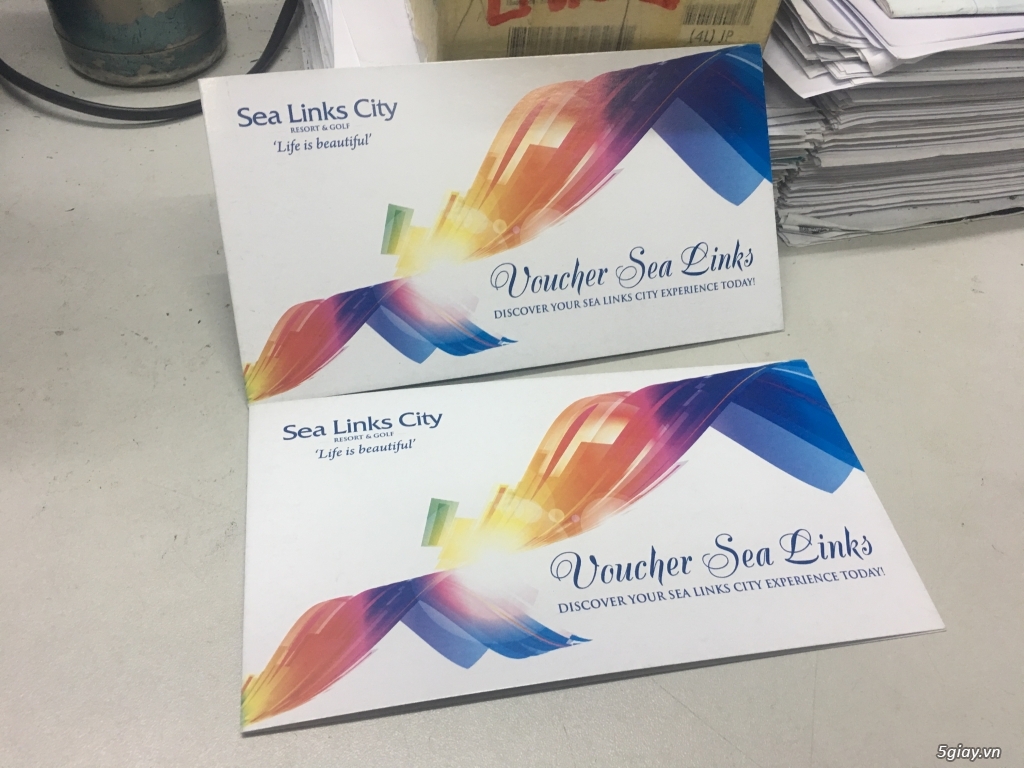 (4L) 1P
Sea Links City
RESORT & GOLF
'Life is beautiful'
Voucher Sea Links
DISCOVER YOUR SEA LINKS CITY EXPERIENCE TODAY!
Sea Links City
RESORT & GOLF
'Life is beautiful'
Voucher Sea Links
DISCOVER YOUR SEA LINKS CITY EXPERIENCE TODAY!
5giay.vn